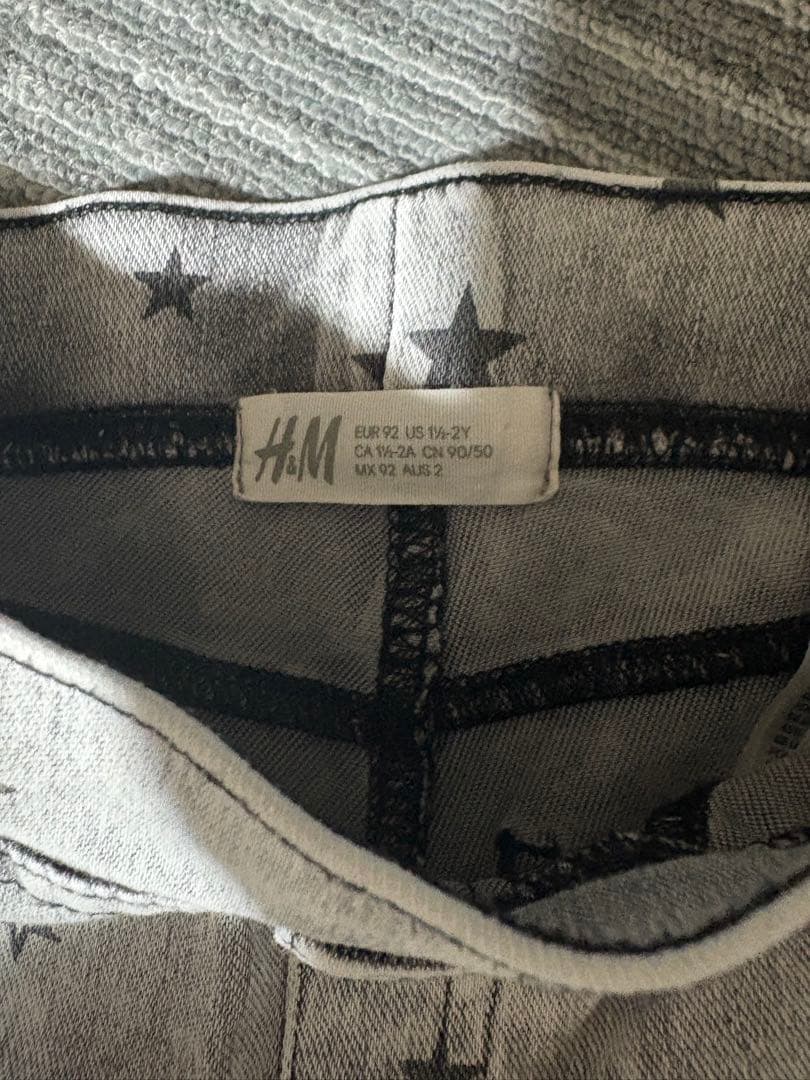 H&M
EUR 92 US 1½-2Y
CA 1½-2A CN 90/50
MX 92 AUS 2